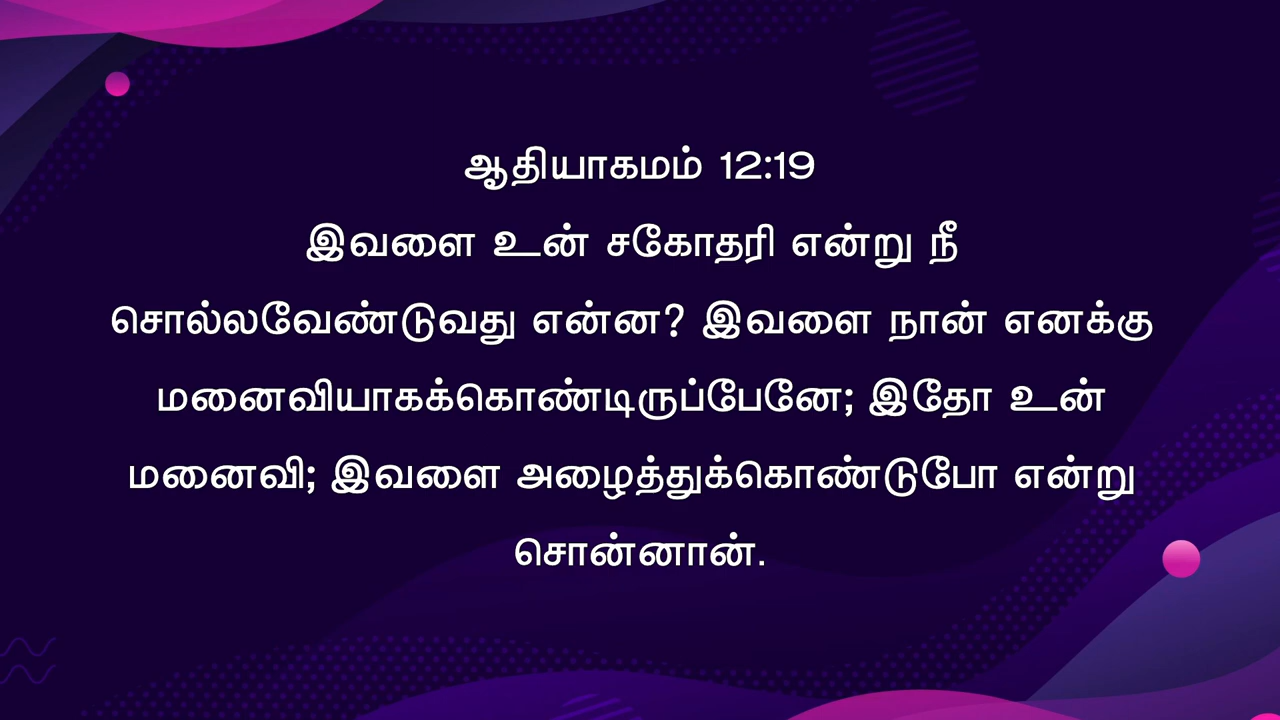 ஆதியாகமம் 12:19
இவளை உன் சகோதரி என்று நீ
சொல்லவேண்டுவது என்ன? இவளை நான் எனக்கு
மனைவியாகக்கொண்டிருப்பேனே; இதோ உன்
மனைவி; இவளை அழைத்துக்கொண்டுபோ என்று
சொன்னான்.